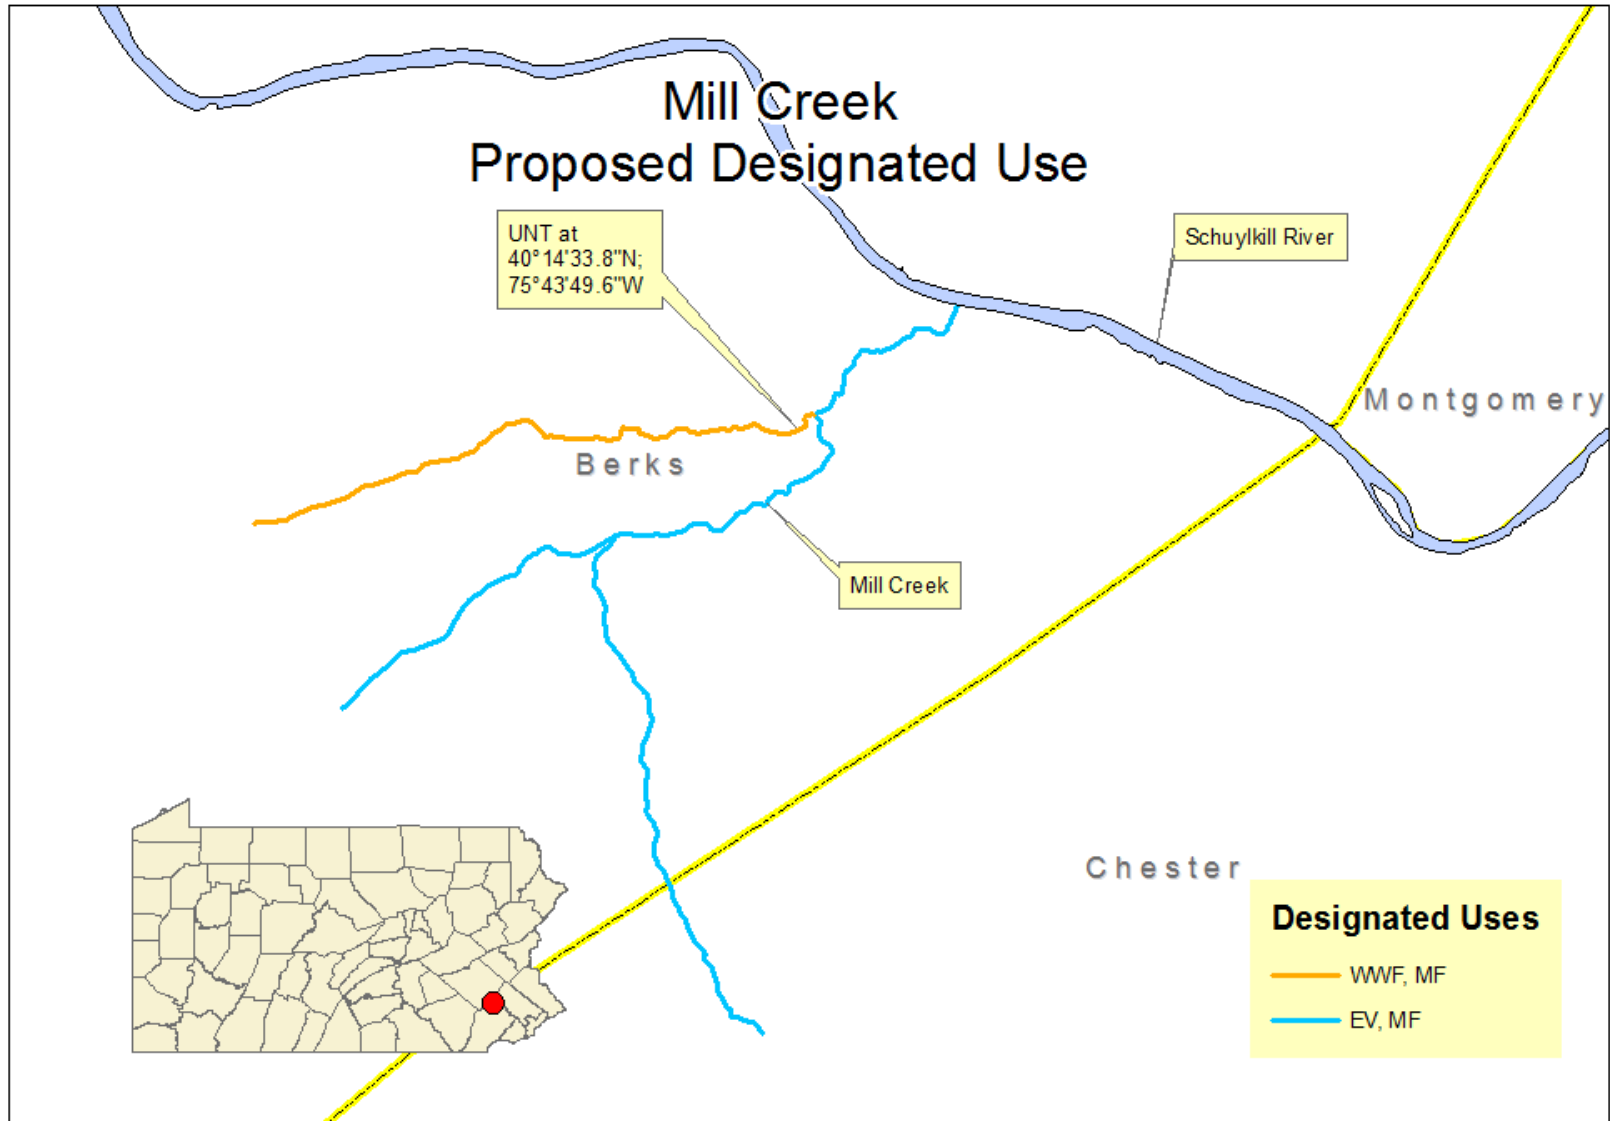 Mill Creek
Proposed Designated Use
UNT at
40°14'33.8"N;
75°43'49.6"W
Schuylkill River
Montgomery
Berks
Mill Creek
Chester
Designated Uses
WWF, MF
EV, MF